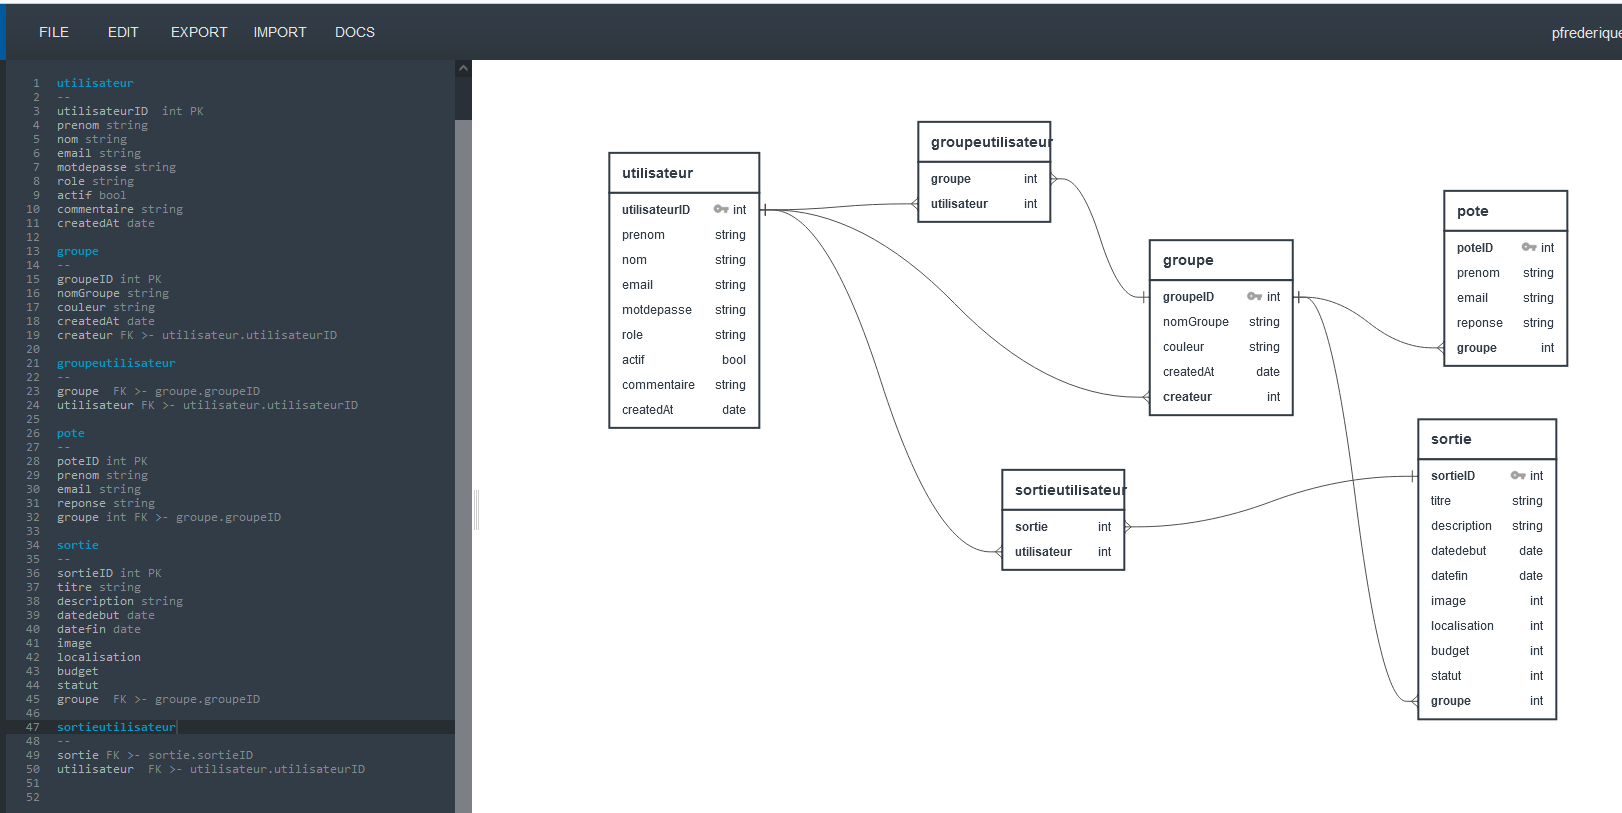 FILE EDIT EXPORT IMPORT DOCS pfrederique
1 utilisateur
2 --
3 utilisateurID int PK
4 prenom string
5 nom string
6 email string
7 motdepasse string
8 role string
9 actif bool
10 commentaire string
11 createdAt date
12
13 groupe
14 --
15 groupeID int PK
16 nomGroupe string
17 couleur string
18 createdAt date
19 createur FK >- utilisateur.utilisateurID
20
21 groupeutilisateur
22 --
23 groupe FK >- groupe.groupeID
24 utilisateur FK >- utilisateur.utilisateurID
25
26 pote
27 --
28 poteID int PK
29 prenom string
30 email string
31 reponse string
32 groupe int FK >- groupe.groupeID
33
34 sortie
35 --
36 sortieID int PK
37 titre string
38 description string
39 datedebut date
40 datefin date
41 image
42 localisation
43 budget
44 statut
45 groupe FK >- groupe.groupeID
46
47 sortieutilisateur
48 --
49 sortie FK >- sortie.sortieID
50 utilisateur FK >- utilisateur.utilisateurID
51
52
utilisateur
utilisateurID int
prenom string
nom string
email string
motdepasse string
role string
actif bool
commentaire string
createdAt date
groupeutilisateur
groupe int
utilisateur int
groupe
groupeID int
nomGroupe string
couleur string
createdAt date
createur int
pote
poteID int
prenom string
email string
reponse string
groupe int
sortieutilisateur
sortie int
utilisateur int
sortie
sortieID int
titre string
description string
datedebut date
datefin date
image int
localisation int
budget int
statut int
groupe int